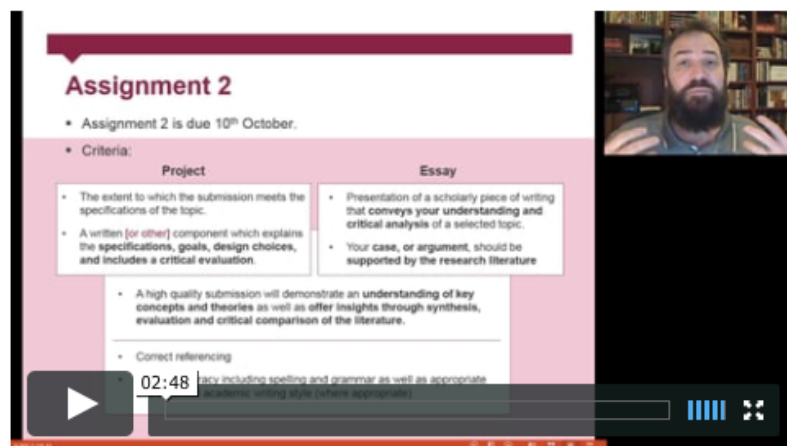 Assignment 2
• Assignment 2 is due 10th October.
• Criteria:
Project
• The extent to which the submission meets the
specifications of the topic.
• A written [or other] component which explains
the specifications, goals, design choices,
and includes a critical evaluation.
Essay
• Presentation of a scholarly piece of writing
that conveys your understanding and
critical analysis of a selected topic.
• Your case, or argument, should be
supported by the research literature
• A high quality submission will demonstrate an understanding of key
concepts and theories as well as offer insights through synthesis,
evaluation and critical comparison of the literature.
• Correct referencing
including spelling and grammar as well as appropriate
academic writing style (where appropriate)
02:48